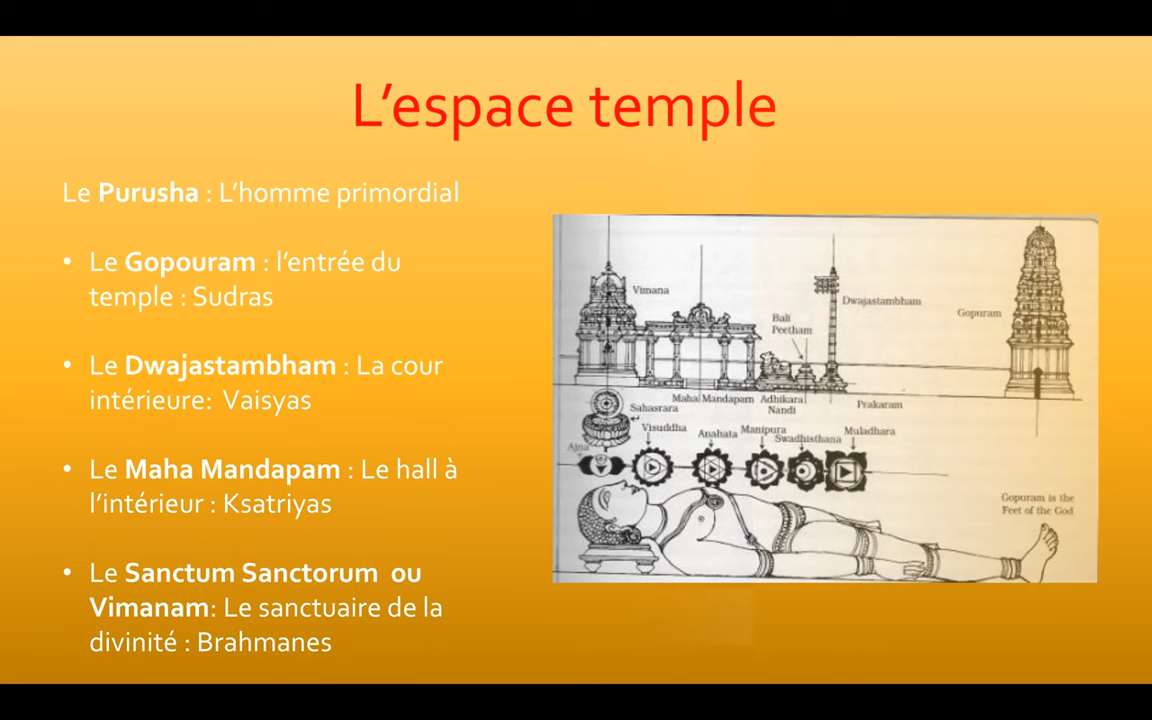 L’espace temple
Le Purusha : L’homme primordial
• Le Gopouram : l’entrée du
temple : Sudras
• Le Dwajastambham : La cour
intérieure: Vaisyas
• Le Maha Mandapam : Le hall à
l’intérieur : Ksatriyas
• Le Sanctum Sanctorum ou
Vimanam: Le sanctuaire de la
divinité : Brahmanes
Vimana
Dwajastambham
Gopuram
Bali
Peetham
Maha Mandapam
Adhikara
Nandi
Prakaram
Sahasrara
Visuddha
Anahata
Manipura
Swadhisthana
Muladhara
Ajna
Gopuram is the
Feet of the God